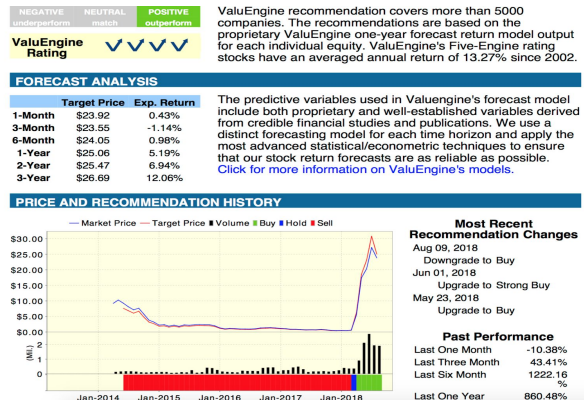 NEGATIVE
underperform
NEUTRAL
match
POSITIVE
outperform
ValuEngine
Rating
ValuEngine recommendation covers more than 5000
companies. The recommendations are based on the
proprietary ValuEngine one-year forecast return model output
for each individual equity. ValuEngine's Five-Engine rating
stocks have an averaged annual return of 13.27% since 2002.
FORECAST ANALYSIS
Target Price Exp. Return
1-Month $23.92 0.43%
3-Month $23.55 -1.14%
6-Month $24.05 0.98%
1-Year $25.06 5.19%
2-Year $25.47 6.94%
3-Year $26.69 12.06%
The predictive variables used in Valuengine's forecast model
include both proprietary and well-established variables derived
from credible financial studies and publications. We use a
distinct forecasting model for each time horizon and apply the
most advanced statistical/econometric techniques to ensure
that our stock return forecasts are as reliable as possible.
Click for more information on ValuEngine's models.
PRICE AND RECOMMENDATION HISTORY
Market Price Target Price Volume Buy Hold Sell
$30.00
$25.00
$20.00
$15.00
$10.00
$5.00
$0.00
(Mil.)
2
1
0
Jan-2014 Jan-2015 Jan-2016 Jan-2017 Jan-2018
Most Recent
Recommendation Changes
Aug 09, 2018
Downgrade to Buy
Jun 01, 2018
Upgrade to Strong Buy
May 23, 2018
Upgrade to Buy
Past Performance
Last One Month -10.38%
Last Three Month 43.41%
Last Six Month 1222.16
%
Last One Year 860.48%